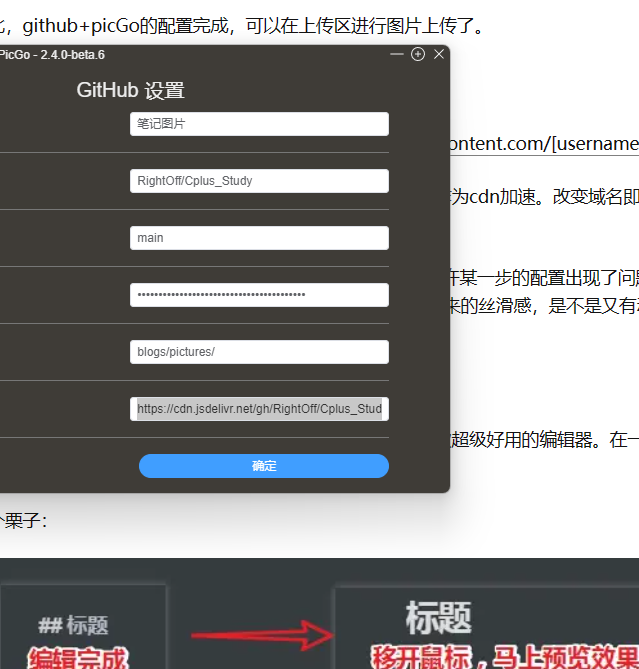 ，github+picGo的配置完成，可以在上传区进行图片上传了。
PicGo - 2.4.0-beta.6
GitHub 设置
笔记图片
ontent.com/[username
RightOff/Cplus_Study
为cdn加速。改变域名即
main
某一步的配置出现了问
••••••••••••••••••••••••••••••••••••••••
来的丝滑感，是不是又有
blogs/pictures/
https://cdn.jsdelivr.net/gh/RightOff/Cplus_Stud
超级好用的编辑器。在一
确定
个栗子：
## 标题
标题
编辑完成
移开鼠标，马上预览效果